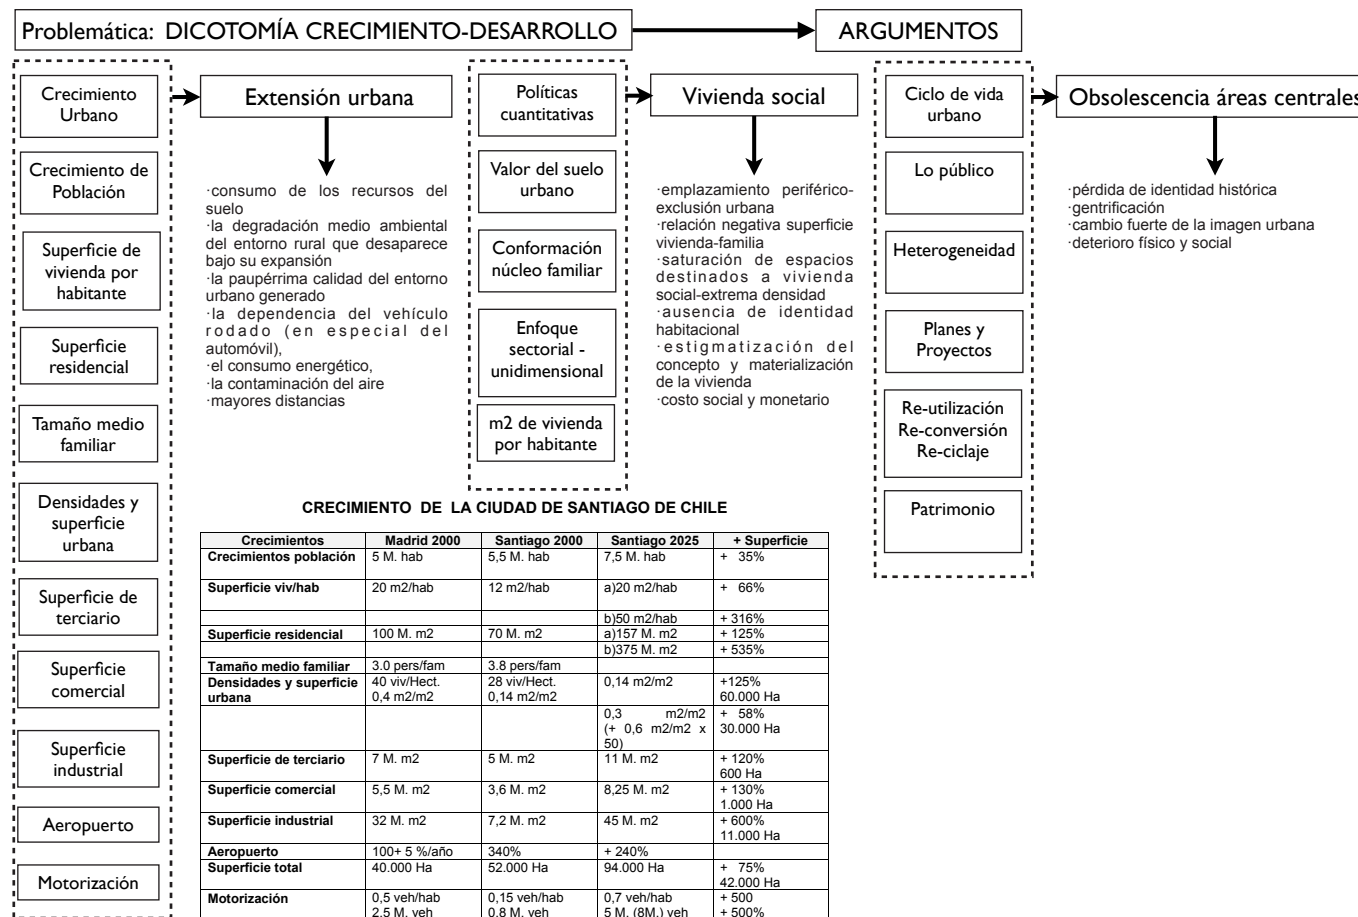 Problemática: DICOTOMÍA CRECIMIENTO-DESARROLLO
ARGUMENTOS
Crecimiento
Urbano
Crecimiento de
Población
Superficie de
vivienda por
habitante
Superficie
residencial
Tamaño medio
familiar
Densidades y
superficie
urbana
Superficie de
terciario
Superficie
comercial
Superficie
industrial
Aeropuerto
Motorización
Extensión urbana
·consumo de los recursos del
suelo
·la degradación medio ambiental
del entorno rural que desaparece
bajo su expansión
·la paupérrima calidad del entorno
urbano generado
·la dependencia del vehículo
rodado (en especial del
automóvil),
·el consumo energético,
·la contaminación del aire
·mayores distancias
Políticas
cuantitativas
Valor del suelo
urbano
Conformación
núcleo familiar
Enfoque
sectorial -
unidimensional
m2 de vivienda
por habitante
Vivienda social
·emplazamiento periférico-
exclusión urbana
·relación negativa superficie
vivienda-familia
·saturación de espacios
destinados a vivienda
social-extrema densidad
·ausencia de identidad
habitacional
·estigmatización del
concepto y materialización
de la vivienda
·costo social y monetario
Ciclo de vida
urbano
Lo público
Heterogeneidad
Planes y
Proyectos
Re-utilización
Re-conversión
Re-ciclaje
Patrimonio
Obsolescencia áreas centrales
·pérdida de identidad histórica
·gentrificación
·cambio fuerte de la imagen urbana
·deterioro físico y social
CRECIMIENTO DE LA CIUDAD DE SANTIAGO DE CHILE
Crecimientos Madrid 2000 Santiago 2000 Santiago 2025 + Superficie
Crecimientos población 5 M. hab 5,5 M. hab 7,5 M. hab + 35%
Superficie viv/hab 20 m2/hab 12 m2/hab a)20 m2/hab + 66%
b)50 m2/hab + 316%
Superficie residencial 100 M. m2 70 M. m2 a)157 M. m2 + 125%
b)375 M. m2 + 535%
Tamaño medio familiar 3.0 pers/fam 3.8 pers/fam
Densidades y superficie 40 viv/Hect. 28 viv/Hect. 0,14 m2/m2 +125%
urbana 0,4 m2/m2 0,14 m2/m2 60.000 Ha
0,3 m2/m2 + 58%
(+ 0,6 m2/m2 x 30.000 Ha
50)
Superficie de terciario 7 M. m2 5 M. m2 11 M. m2 + 120%
600 Ha
Superficie comercial 5,5 M. m2 3,6 M. m2 8,25 M. m2 + 130%
1.000 Ha
Superficie industrial 32 M. m2 7,2 M. m2 45 M. m2 + 600%
11.000 Ha
Aeropuerto 100+ 5 %/año 340% + 240%
Superficie total 40.000 Ha 52.000 Ha 94.000 Ha + 75%
42.000 Ha
Motorización 0,5 veh/hab 0,15 veh/hab 0,7 veh/hab + 500
2,5 M. veh 0,8 M. veh 5 M. (8M.) veh + 500%